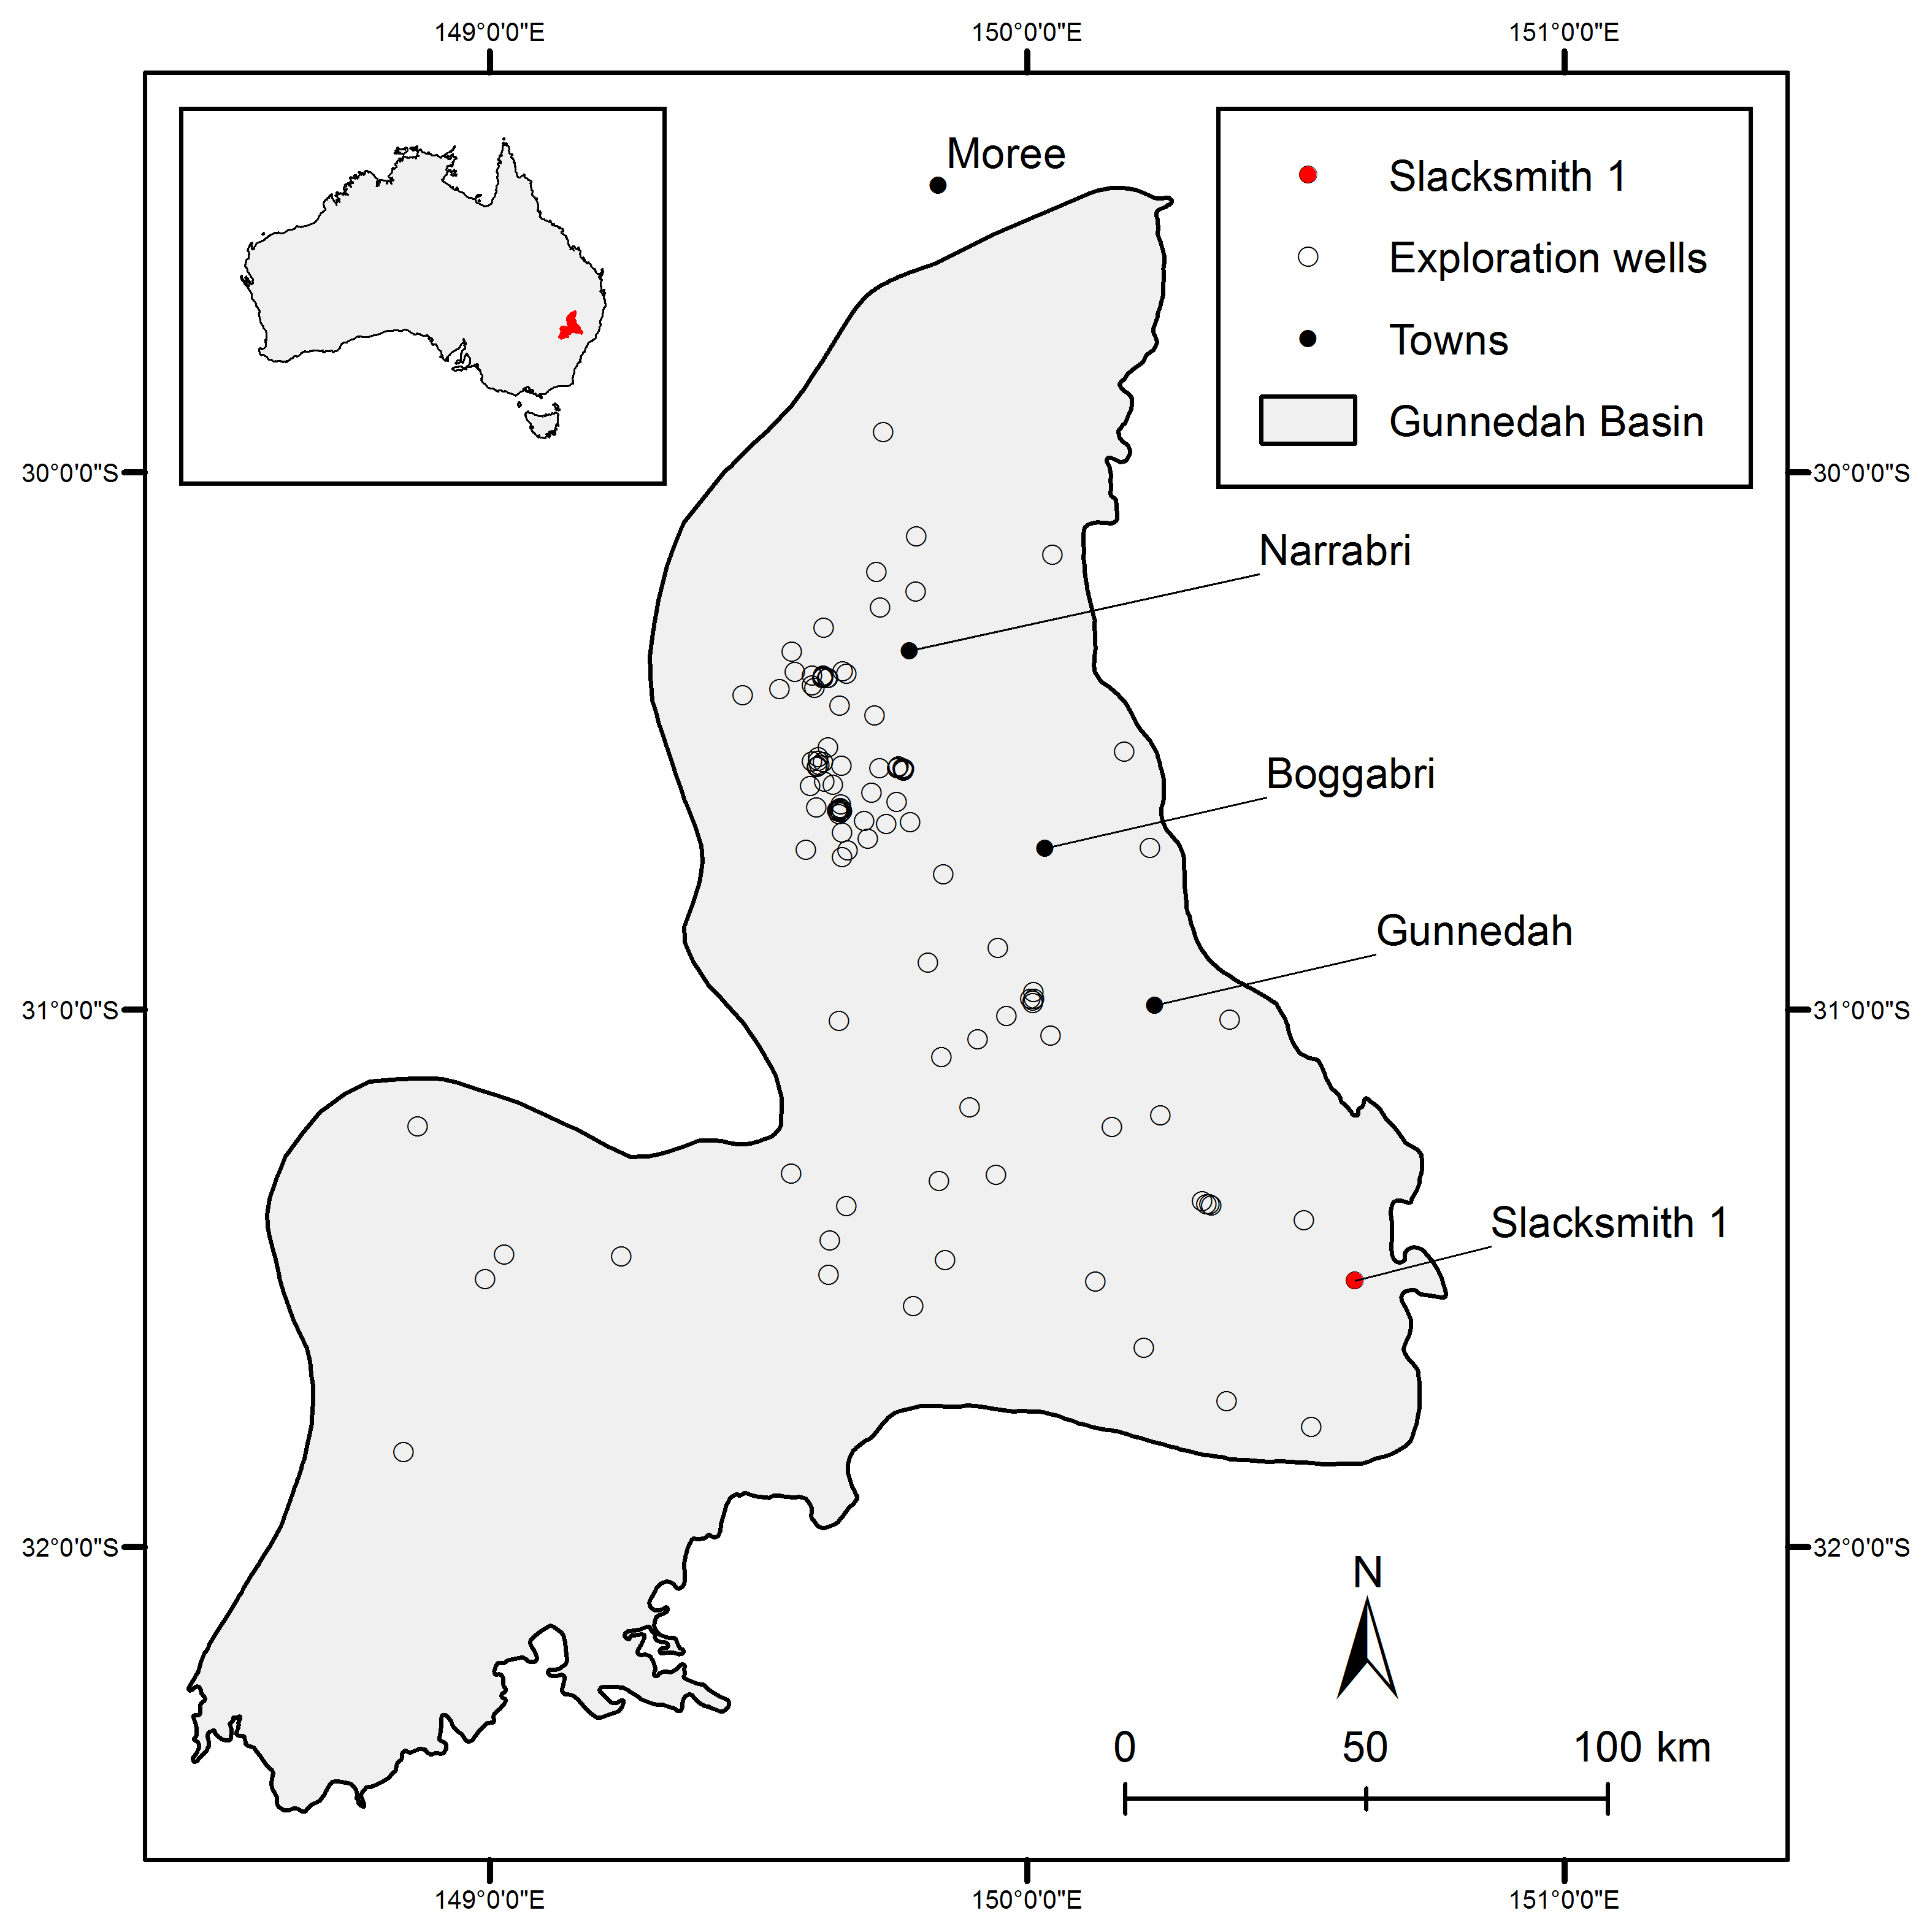 149°0'0"E
150°0'0"E
151°0'0"E
Moree
Slacksmith 1
Exploration wells
Towns
Gunnedah Basin
30°0'0"S
30°0'0"S
Narrabri
Boggabri
Gunnedah
31°0'0"S
31°0'0"S
Slacksmith 1
32°0'0"S
32°0'0"S
N
0
50
100 km
149°0'0"E
150°0'0"E
151°0'0"E